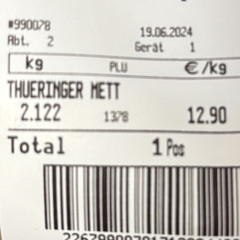 #990078 19.06.2024
Abt. 2 Gerät 1
kg PLU €/kg
THUERINGER METT
2.122 1378 12.90
Total 1 Pos